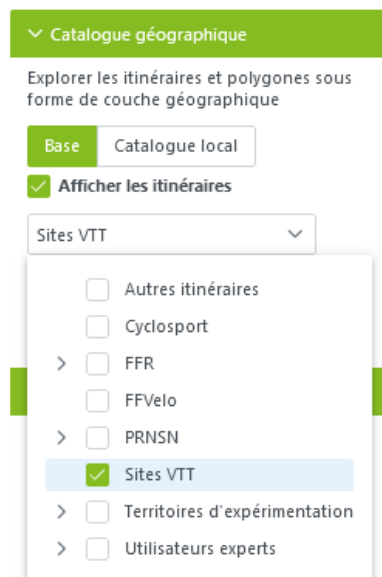 Catalogue géographique
Explorer les itinéraires et polygones sous
forme de couche géographique
Base
Catalogue local
Afficher les itinéraires
Sites VTT
Autres itinéraires
Cyclosport
FFR
FFVelo
PRNSN
Sites VTT
Territoires d'expérimentation
Utilisateurs experts